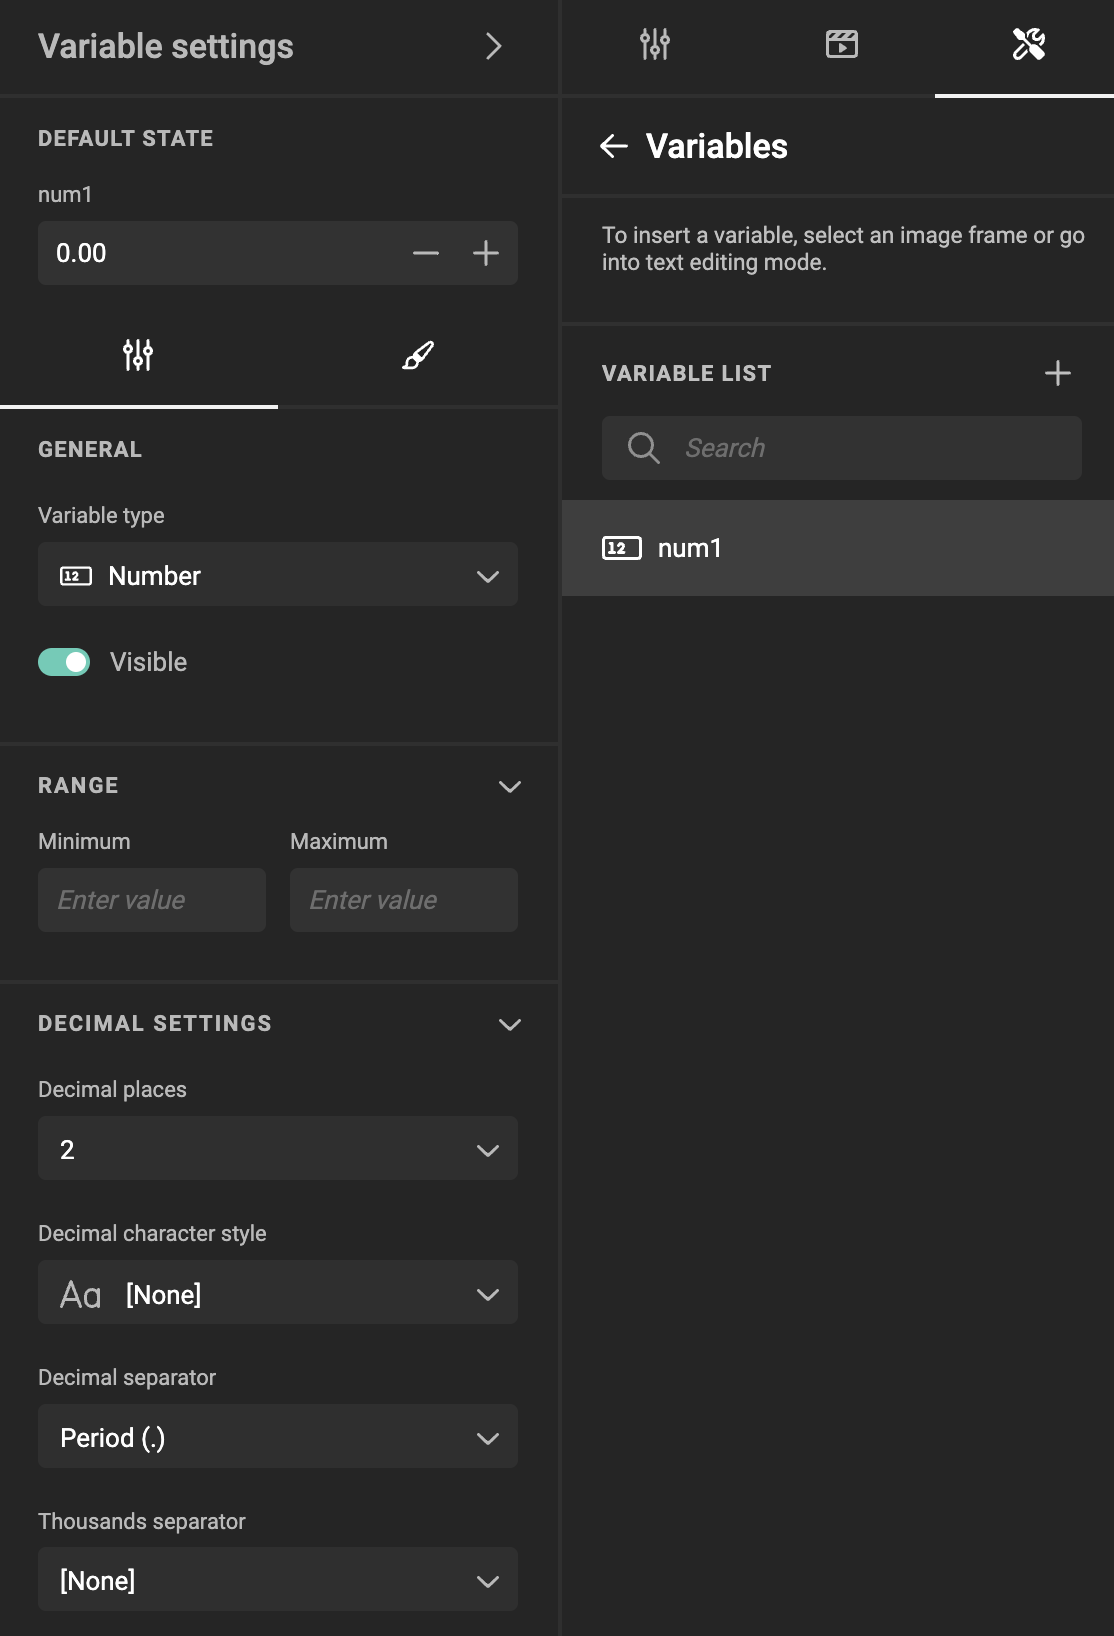 Variable settings
DEFAULT STATE
num1
0.00
GENERAL
Variable type
12 Number
Visible
RANGE
Minimum
Maximum
Enter value
Enter value
DECIMAL SETTINGS
Decimal places
2
Decimal character style
Aa [None]
Decimal separator
Period (.)
Thousands separator
[None]
Variables
To insert a variable, select an image frame or go
into text editing mode.
VARIABLE LIST
Search
12 num1